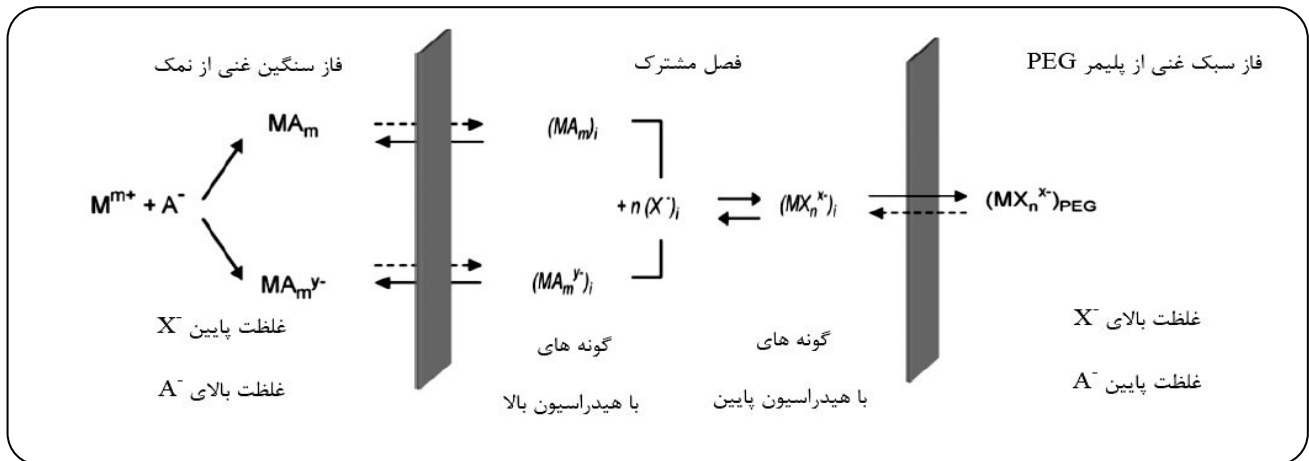 فاز سنگین غنی از نمک
فصل مشترک
فاز سبک غنی از پلیمر PEG
MAₘ
(MAₘ)ᵢ
Mᵐ⁺ + A⁻
+ n (X⁻)ᵢ
(MXₙˣ⁻)ᵢ
(MXₙˣ⁻)PEG
MAₘʸ⁻
(MAₘʸ⁻)ᵢ
غلظت پایین X⁻
غلظت بالای A⁻
گونه های
با هیدراسیون بالا
گونه های
با هیدراسیون پایین
غلظت بالای X⁻
غلظت پایین A⁻